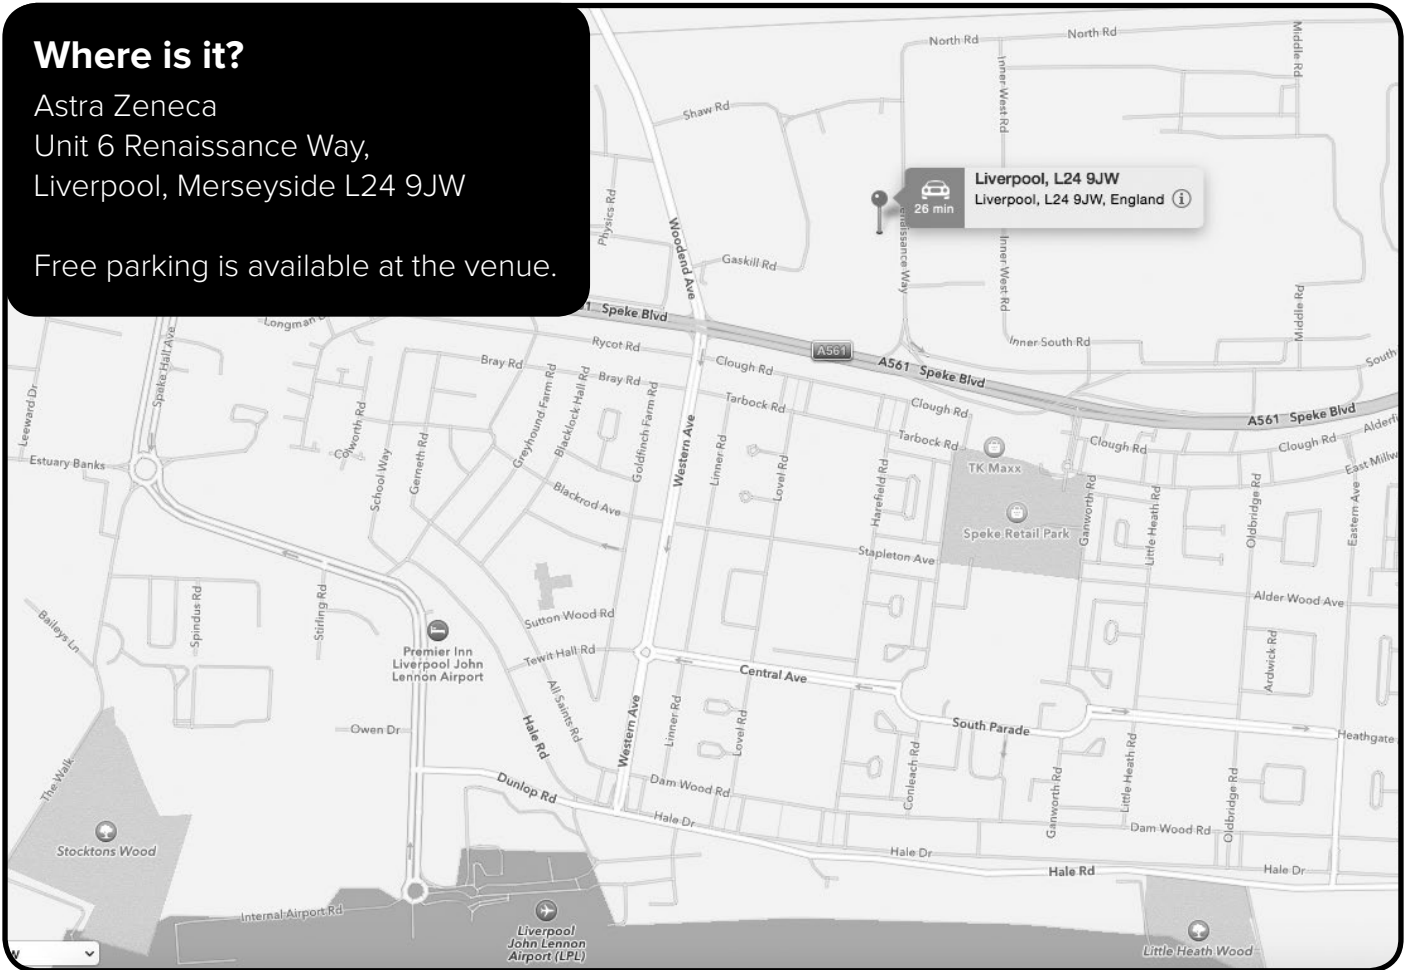 Where is it?
Astra Zeneca
Unit 6 Renaissance Way,
Liverpool, Merseyside L24 9JW
Free parking is available at the venue.
North Rd
North Rd
Middle Rd
Inner West Rd
Shaw Rd
Liverpool, L24 9JW
Liverpool, L24 9JW, England
26 min
Physics Rd
Woodend Ave
Gaskill Rd
Way
Inner West Rd
Middle Rd
Speke Blvd
Longman
Speke Hall Ave
Rycot Rd
A561
Inner South Rd
South
Bray Rd
Clough Rd
A561 Speke Blvd
Bray Rd
Leeward Dr
Greyhound Farm Rd
Blacklock Hall Rd
Goldfinch Farm Rd
Tarbock Rd
Clough Rd
A561 Speke Blvd
Colworth Rd
Western Ave
Tarbock Rd
Clough Rd
Clough Rd
Estuary Banks
School Way
Gerneth Rd
Linner Rd
Lovel Rd
Harefield Rd
TK Maxx
Blackrod Ave
Speke Retail Park
Ganworth Rd
Little Heath Rd
Oldbridge Rd
Eastern Ave
Stapleton Ave
Alder Wood Ave
Baileys Ln
Spindus Rd
Stirling Rd
Sutton Wood Rd
Premier Inn
Liverpool John
Lennon Airport
Tewit Hall Rd
Ardwick Rd
Central Ave
All Saints Rd
Hale Rd
Western Ave
Linner Rd
Lovel Rd
South Parade
Owen Dr
Heathgate
The Walk
Dunlop Rd
Dam Wood Rd
Conleach Rd
Ganworth Rd
Little Heath Rd
Oldbridge Rd
Hale Dr
Dam Wood Rd
Stocktons Wood
Hale Dr
Hale Rd
Hale Dr
Internal Airport Rd
Liverpool
John Lennon
Airport (LPL)
Little Heath Wood